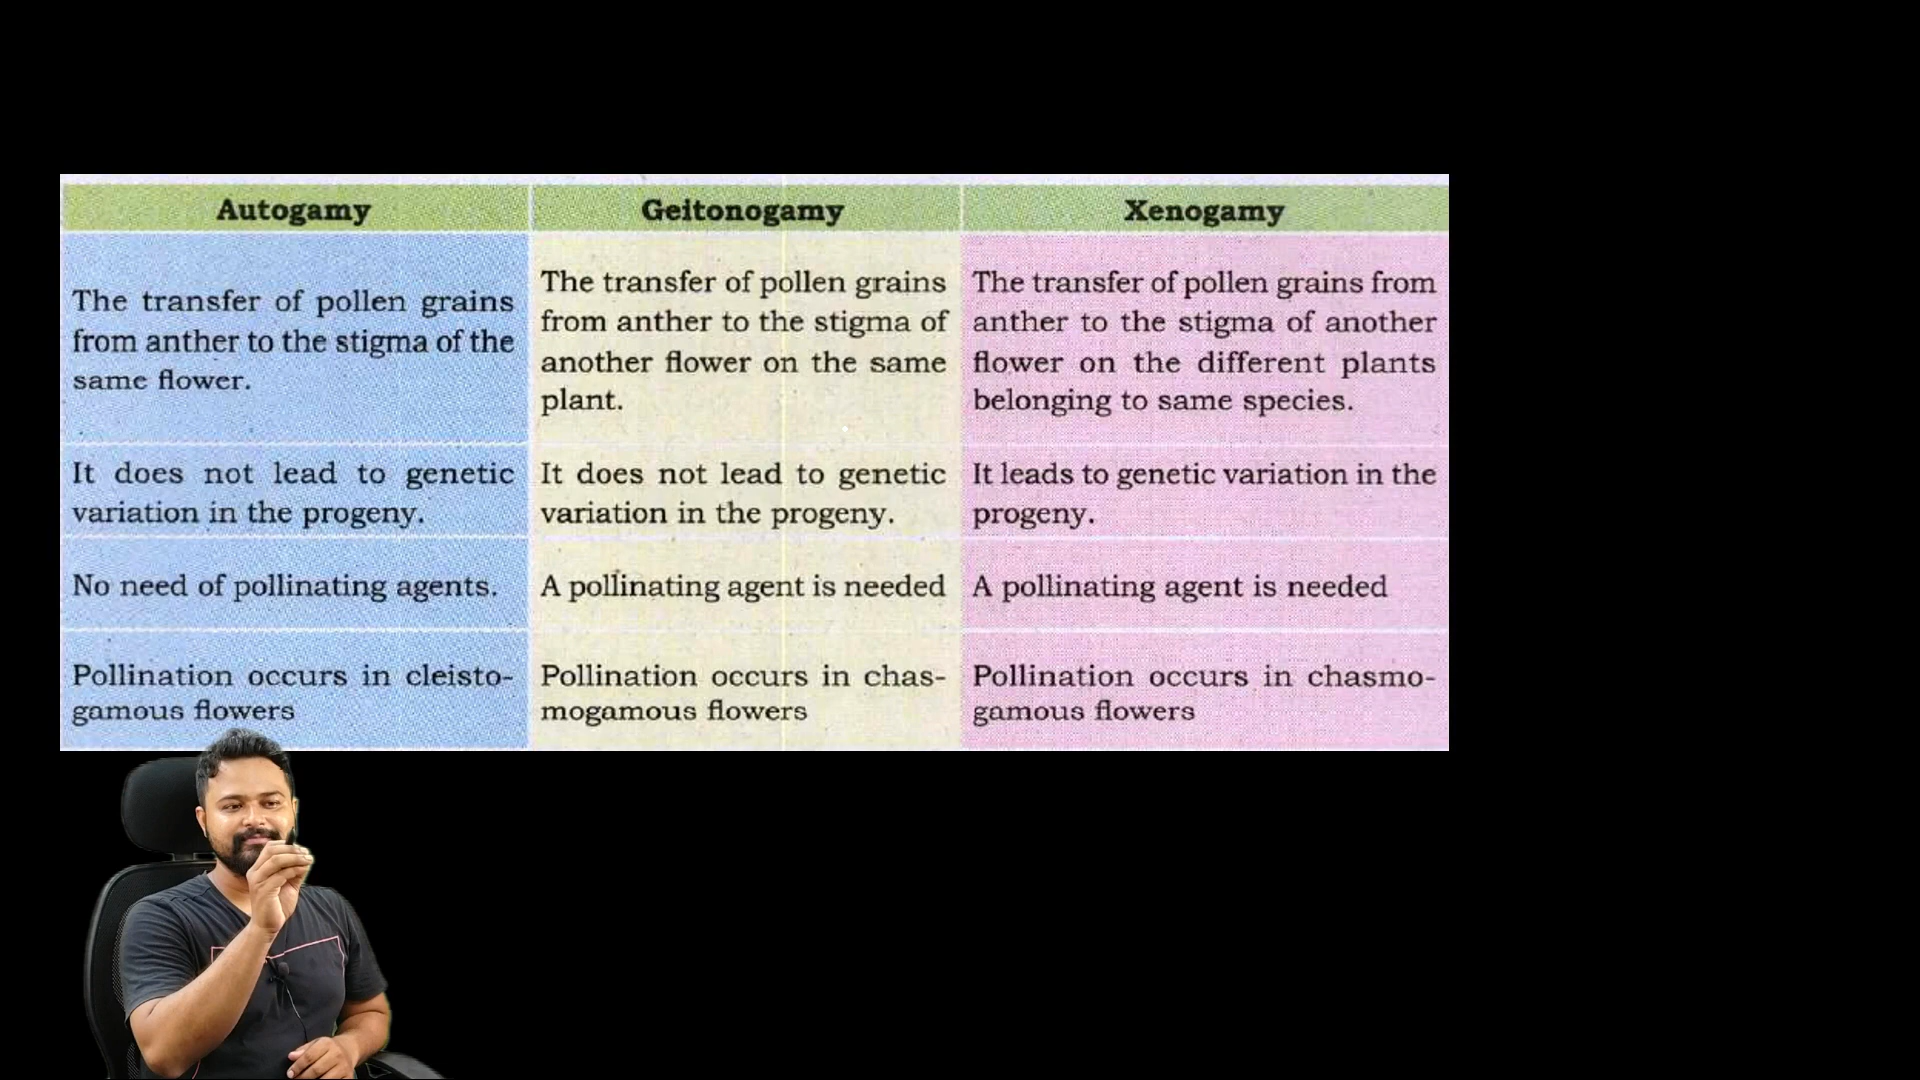 Autogamy
Geitonogamy
Xenogamy
The transfer of pollen grains
from anther to the stigma of the
same flower.
The transfer of pollen grains
from anther to the stigma of
another flower on the same
plant.
The transfer of pollen grains from
anther to the stigma of another
flower on the different plants
belonging to same species.
It does not lead to genetic
variation in the progeny.
It does not lead to genetic
variation in the progeny.
It leads to genetic variation in the
progeny.
No need of pollinating agents.
A pollinating agent is needed
A pollinating agent is needed
Pollination occurs in cleisto-
gamous flowers
Pollination occurs in chas-
mogamous flowers
Pollination occurs in chasmo-
gamous flowers